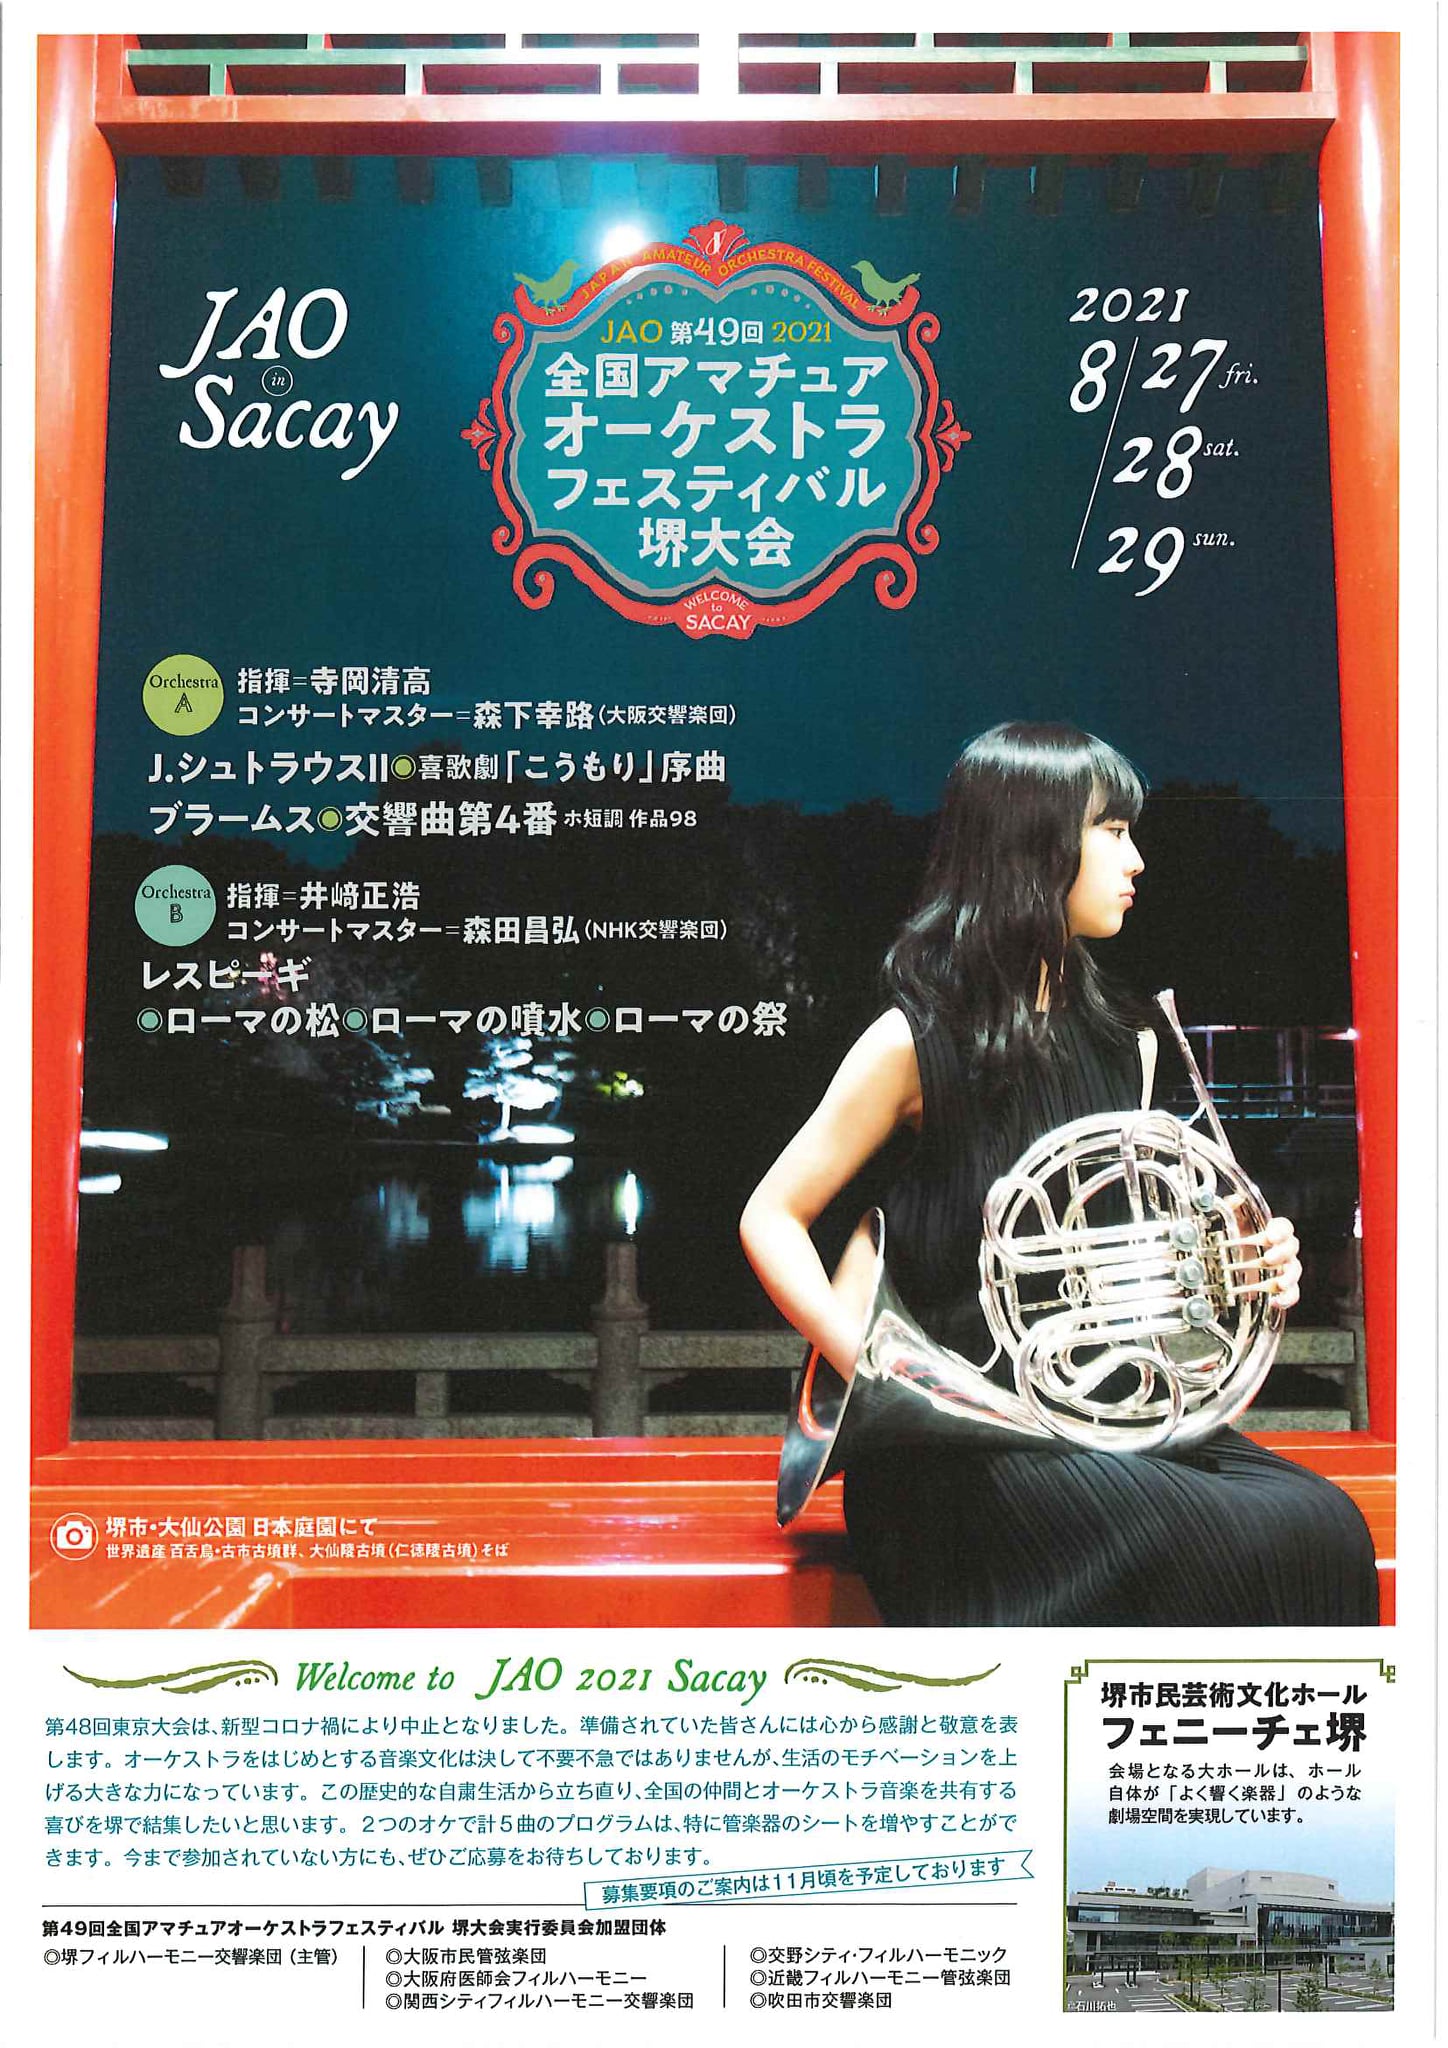 JAPAN AMATEUR ORCHESTRA FESTIVAL
JAO
in
Sacay
JAO 第49回 2021
全国アマチュア
オーケストラ
フェスティバル
堺大会
WELCOME
to
SACAY
2021
8/27 fri.
28 sat.
29 sun.
Orchestra
A
指揮=寺岡清高
コンサートマスター=森下幸路(大阪交響楽団)
J.シュトラウスII◉喜歌劇「こうもり」序曲
ブラームス◉交響曲第4番 ホ短調 作品98
Orchestra
B
指揮=井﨑正浩
コンサートマスター=森田昌弘(NHK交響楽団)
レスピーギ
◉ローマの松◉ローマの噴水◉ローマの祭
堺市・大仙公園 日本庭園にて
世界遺産 百舌鳥・古市古墳群、大仙陵古墳(仁徳陵古墳)そば
Welcome to JAO 2021 Sacay
第48回東京大会は、新型コロナ禍により中止となりました。準備されていた皆さんには心から感謝と敬意を表
します。オーケストラをはじめとする音楽文化は決して不要不急ではありませんが、生活のモチベーションを上
げる大きな力になっています。この歴史的な自粛生活から立ち直り、全国の仲間とオーケストラ音楽を共有する
喜びを堺で結集したいと思います。2つのオケで計5曲のプログラムは、特に管楽器のシートを増やすことがで
きます。今まで参加されていない方にも、ぜひご応募をお待ちしております。
募集要項のご案内は11月頃を予定しております
第49回全国アマチュアオーケストラフェスティバル 堺大会実行委員会加盟団体
◎堺フィルハーモニー交響楽団(主管)
◎大阪市民管弦楽団
◎大阪府医師会フィルハーモニー
◎関西シティフィルハーモニー交響楽団
◎交野シティ・フィルハーモニック
◎近畿フィルハーモニー管弦楽団
◎吹田市交響楽団
堺市民芸術文化ホール
フェニーチェ堺
会場となる大ホールは、ホール
自体が「よく響く楽器」のような
劇場空間を実現しています。
©石川拓也